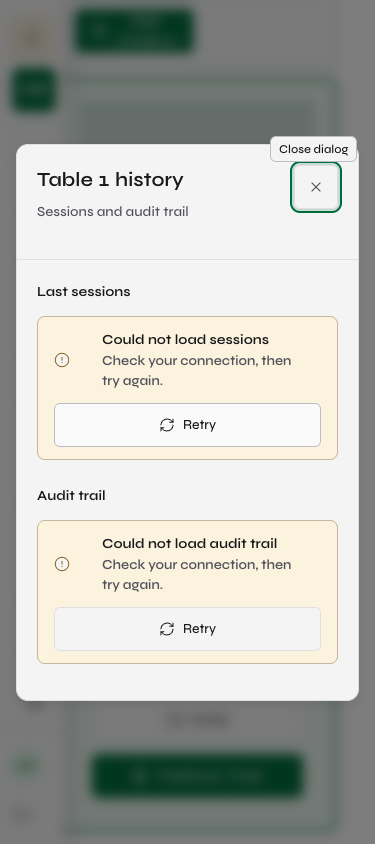 Close dialog
Table 1 history
Sessions and audit trail
Last sessions
Could not load sessions
Check your connection, then
try again.
Retry
Audit trail
Could not load audit trail
Check your connection, then
try again.
Retry